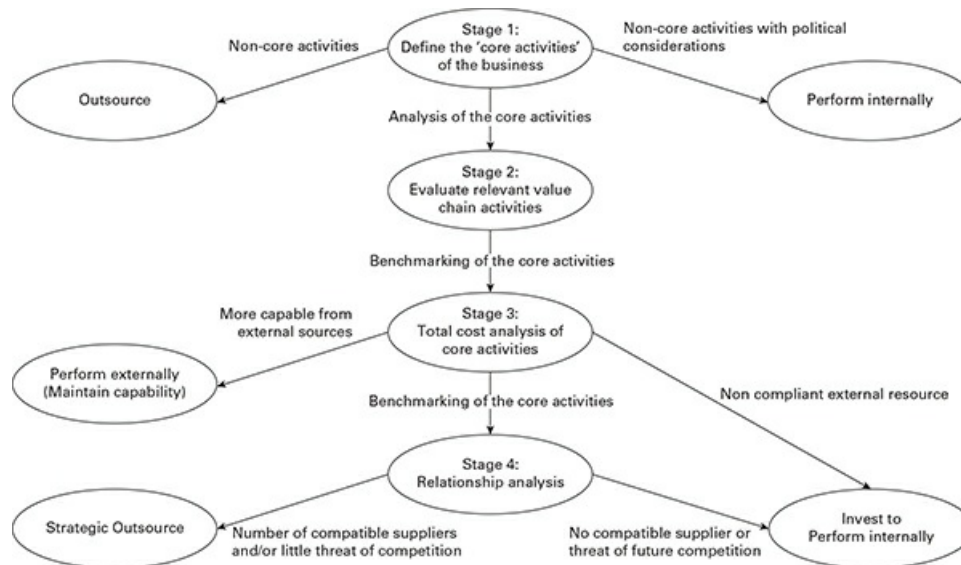 Stage 1:
Define the 'core activities'
of the business
Non-core activities
Non-core activities with political
considerations
Outsource
Perform internally
Analysis of the core activities
Stage 2:
Evaluate relevant value
chain activities
Benchmarking of the core activities
More capable from
external sources
Stage 3:
Total cost analysis of
core activities
Perform externally
(Maintain capability)
Benchmarking of the core activities
Non compliant external resource
Stage 4:
Relationship analysis
Strategic Outsource
Number of compatible suppliers
and/or little threat of competition
No compatible supplier or
threat of future competition
Invest to
Perform internally